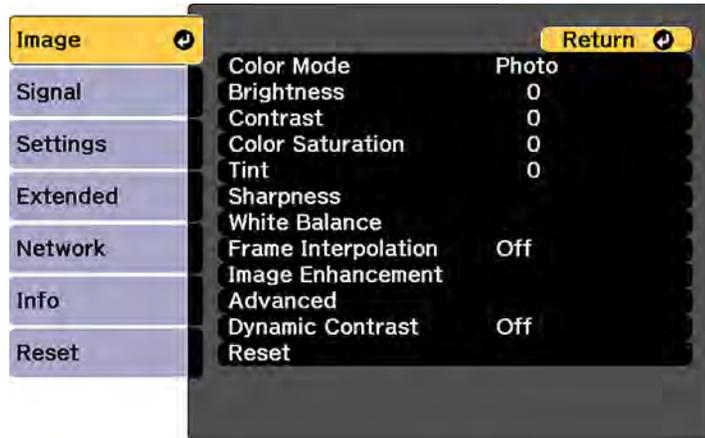 Image
Signal
Settings
Extended
Network
Info
Reset
Return
Color Mode Photo
Brightness 0
Contrast 0
Color Saturation 0
Tint 0
Sharpness
White Balance
Frame Interpolation Off
Image Enhancement
Advanced
Dynamic Contrast Off
Reset